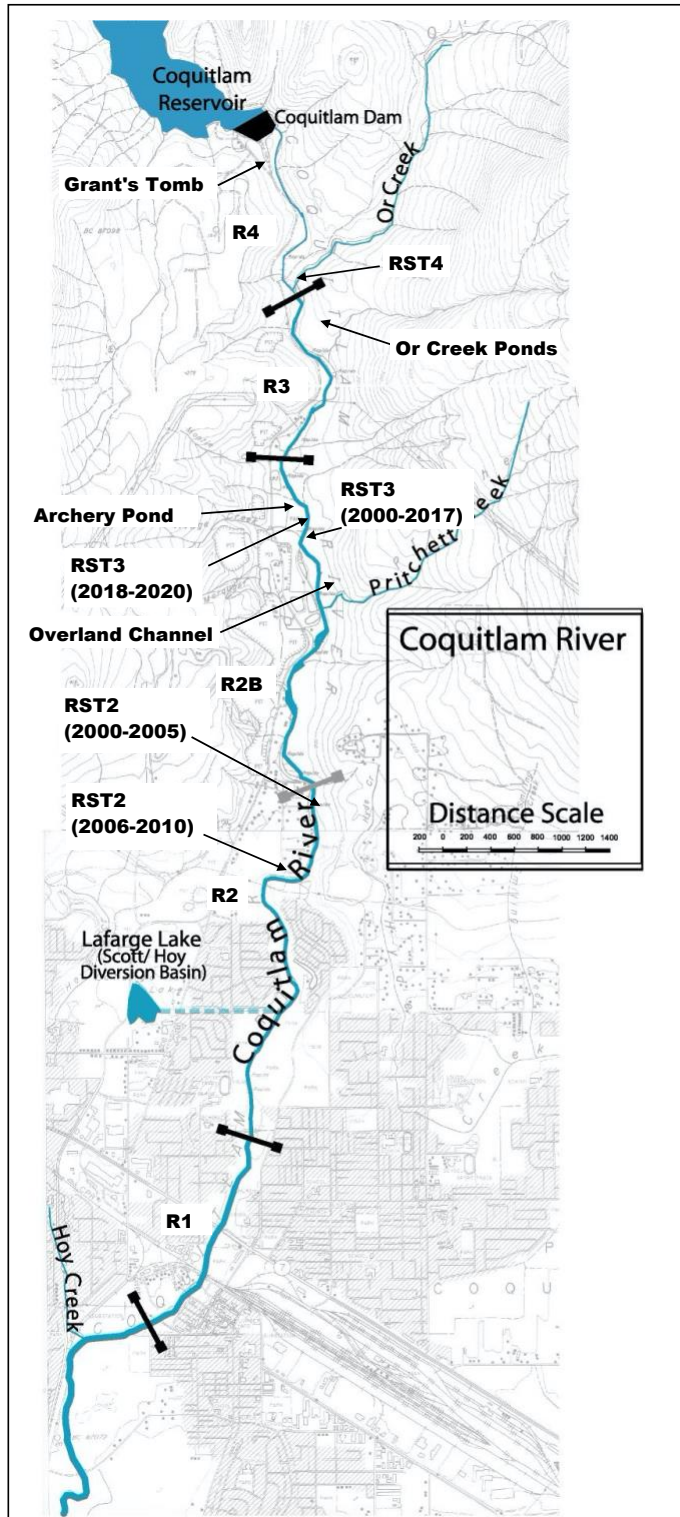 Coquitlam
Reservoir
Coquitlam Dam
Grant's Tomb
Or Creek
R4
RST4
Or Creek Ponds
R3
RST3
(2000-2017)
Archery Pond
RST3
(2018-2020)
Pritchett
eek
Overland Channel
Coquitlam River
R2B
RST2
(2000-2005)
Distance Scale
200 0 200 400 600 800 1000 1200 1400
RST2
(2006-2010)
Coquitlam River
R2
Lafarge Lake
(Scott/ Hoy
Diversion Basin)
R1
Hoy Creek
C O Q U